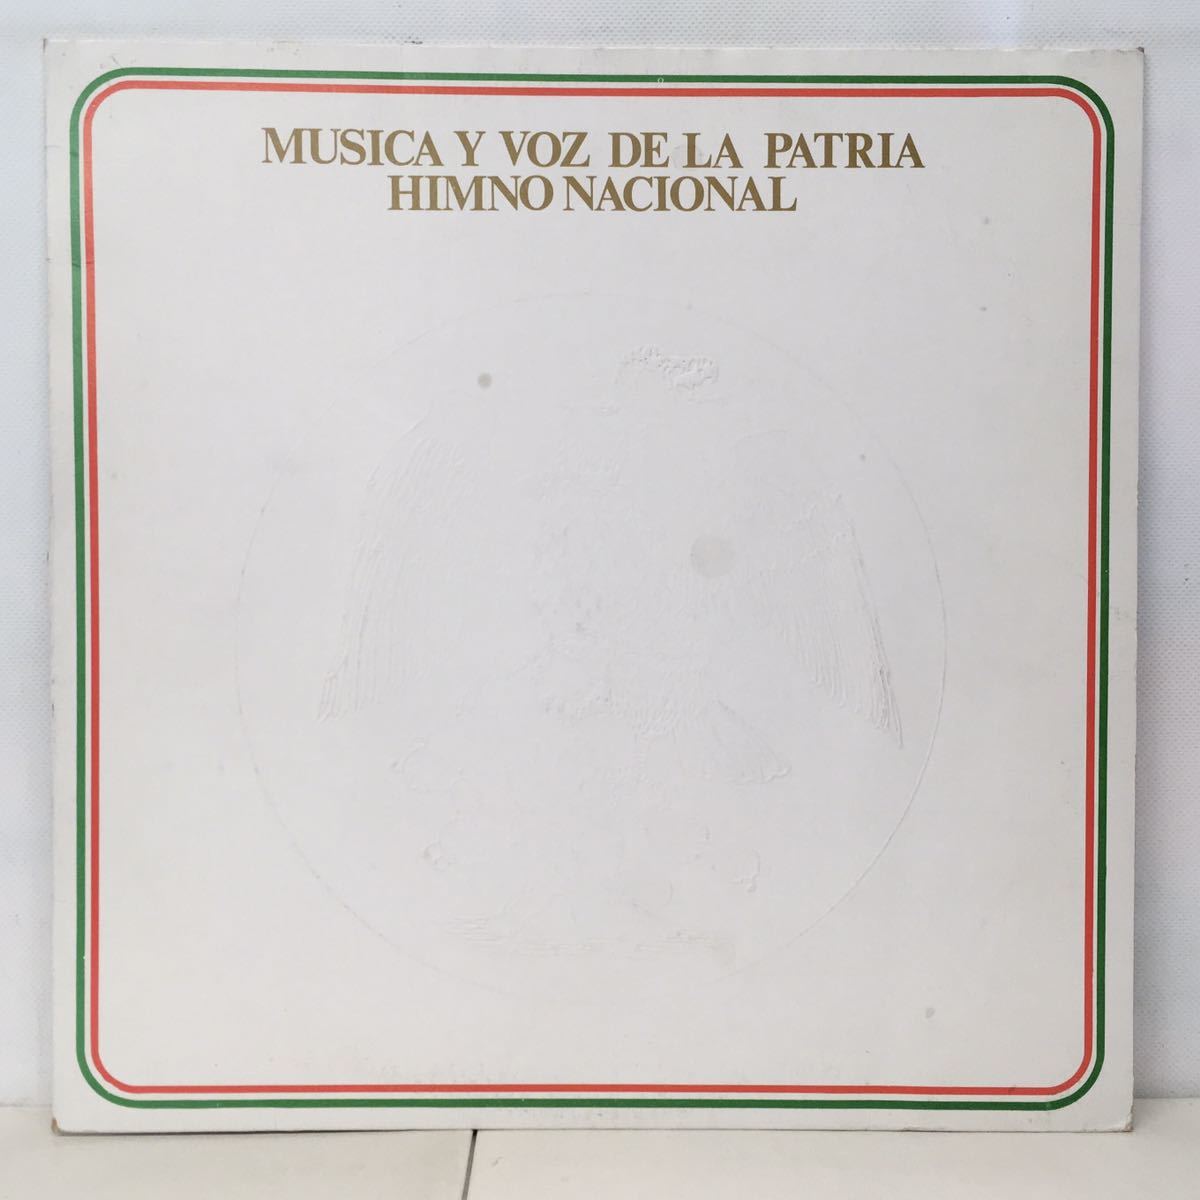 MUSICA Y VOZ DE LA PATRIA
HIMNO NACIONAL